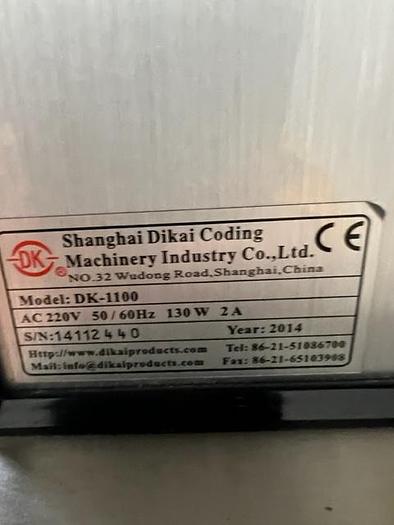 Shanghai Dikai Coding
Machinery Industry Co.,Ltd.
CE
DK
®
NO.32 Wudong Road,Shanghai,China
Model: DK-1100
AC 220V 50/60Hz 130W 2A
S/N:14112440 Year: 2014
Http://www.dikaiproducts.com Tel: 86-21-51086700
Mail:info@dikaiproducts.com Fax: 86-21-65103908